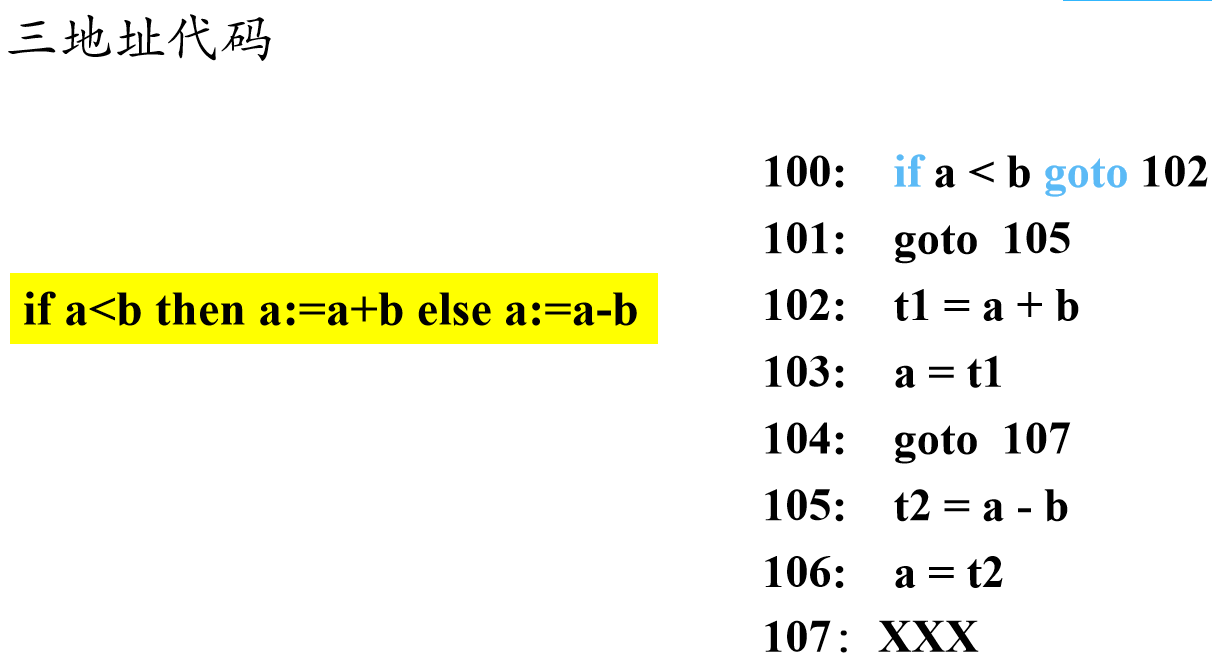 三地址代码
if a<b then a:=a+b else a:=a-b
100: if a < b goto 102
101: goto 105
102: t1 = a + b
103: a = t1
104: goto 107
105: t2 = a - b
106: a = t2
107: XXX